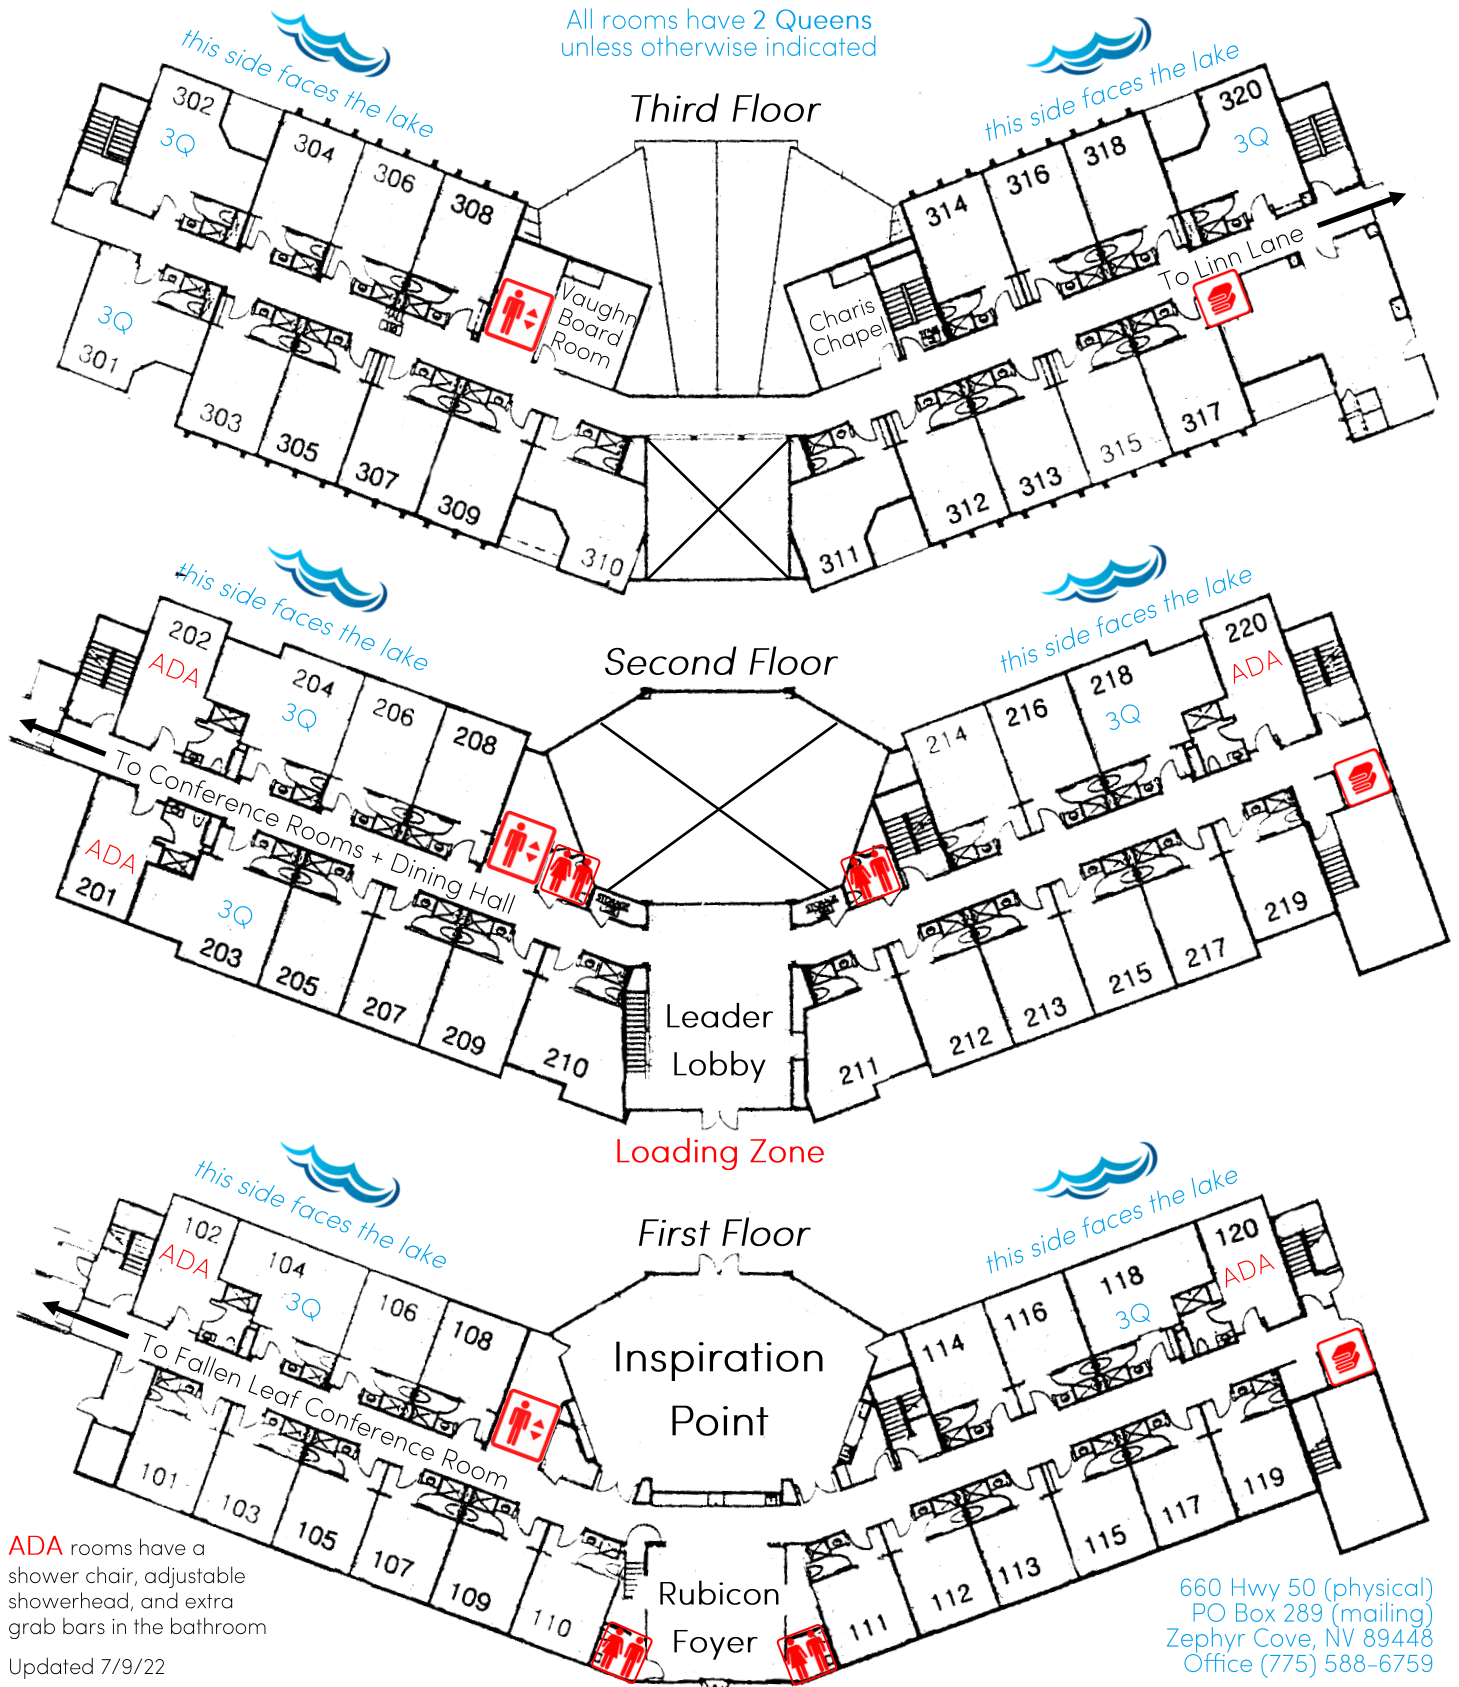 All rooms have 2 Queens
unless otherwise indicated
this side faces the lake
this side faces the lake
Third Floor
302
3Q
304
306
308
314
316
318
320
3Q
To Linn Lane
Vaughn
Board
Room
Charis
Chapel
3Q
301
303
305
307
309
310
311
312
313
315
317
this side faces the lake
this side faces the lake
Second Floor
202
ADA
204
3Q
206
208
214
216
218
3Q
220
ADA
To Conference Rooms + Dining Hall
ADA
201
3Q
203
205
207
209
210
Leader
Lobby
211
212
213
215
217
219
Loading Zone
this side faces the lake
this side faces the lake
First Floor
102
ADA
104
3Q
106
108
Inspiration
Point
114
116
118
3Q
120
ADA
To Fallen Leaf Conference Room
101
103
105
107
109
110
Rubicon
Foyer
111
112
113
115
117
119
ADA rooms have a
shower chair, adjustable
showerhead, and extra
grab bars in the bathroom
Updated 7/9/22
660 Hwy 50 (physical)
PO Box 289 (mailing)
Zephyr Cove, NV 89448
Office (775) 588-6759